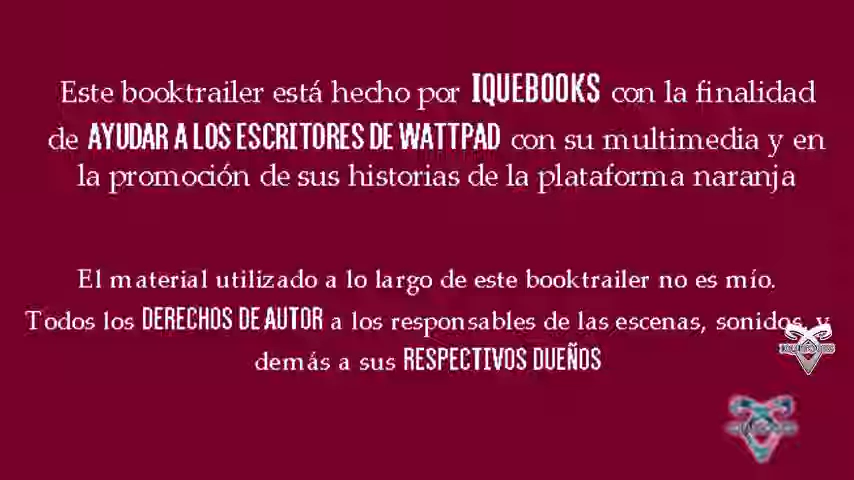 Este booktrailer está hecho por IQUEBOOKS con la finalidad
de AYUDAR A LOS ESCRITORES DE WATTPAD con su multimedia y en
la promoción de sus historias de la plataforma naranja
El material utilizado a lo largo de este booktrailer no es mío.
Todos los DERECHOS DE AUTOR a los responsables de las escenas, sonidos, y
demás a sus RESPECTIVOS DUEÑOS